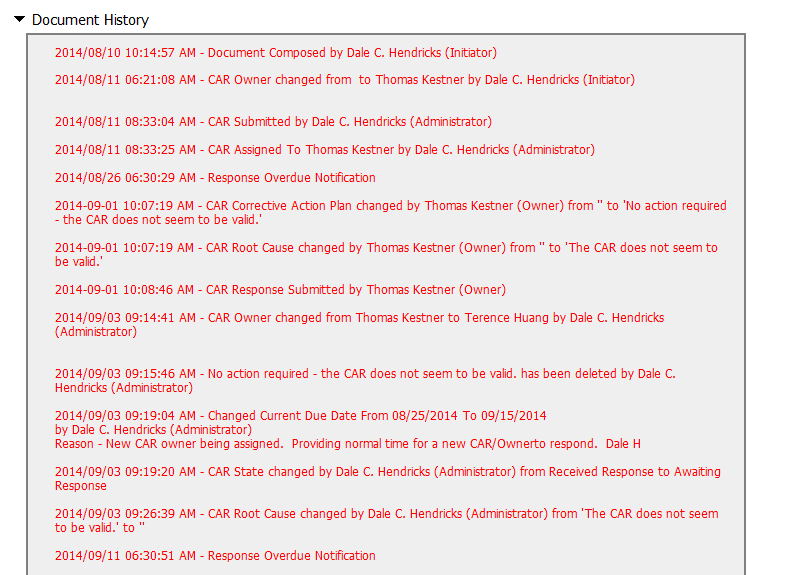 Document History
2014/08/10 10:14:57 AM - Document Composed by Dale C. Hendricks (Initiator)
2014/08/11 06:21:08 AM - CAR Owner changed from  to Thomas Kestner by Dale C. Hendricks (Initiator)
2014/08/11 08:33:04 AM - CAR Submitted by Dale C. Hendricks (Administrator)
2014/08/11 08:33:25 AM - CAR Assigned To Thomas Kestner by Dale C. Hendricks (Administrator)
2014/08/26 06:30:29 AM - Response Overdue Notification
2014-09-01 10:07:19 AM - CAR Corrective Action Plan changed by Thomas Kestner (Owner) from '' to 'No action required
- the CAR does not seem to be valid.'
2014-09-01 10:07:19 AM - CAR Root Cause changed by Thomas Kestner (Owner) from '' to 'The CAR does not seem to
be valid.'
2014-09-01 10:08:46 AM - CAR Response Submitted by Thomas Kestner (Owner)
2014/09/03 09:14:41 AM - CAR Owner changed from Thomas Kestner to Terence Huang by Dale C. Hendricks
(Administrator)
2014/09/03 09:15:46 AM - No action required - the CAR does not seem to be valid. has been deleted by Dale C.
Hendricks (Administrator)
2014/09/03 09:19:04 AM - Changed Current Due Date From 08/25/2014 To 09/15/2014
by Dale C. Hendricks (Administrator)
Reason - New CAR owner being assigned.  Providing normal time for a new CAR/Ownerto respond.  Dale H
2014/09/03 09:19:20 AM - CAR State changed by Dale C. Hendricks (Administrator) from Received Response to Awaiting
Response
2014/09/03 09:26:39 AM - CAR Root Cause changed by Dale C. Hendricks (Administrator) from 'The CAR does not seem
to be valid.' to ''
2014/09/11 06:30:51 AM - Response Overdue Notification